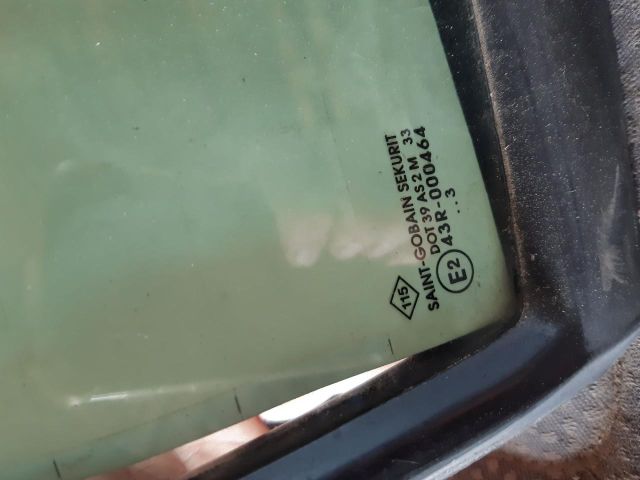 115
SAINT-GOBAIN SEKURIT
DOT 39 AS2 M 33
E2 43R-000464
. . 3